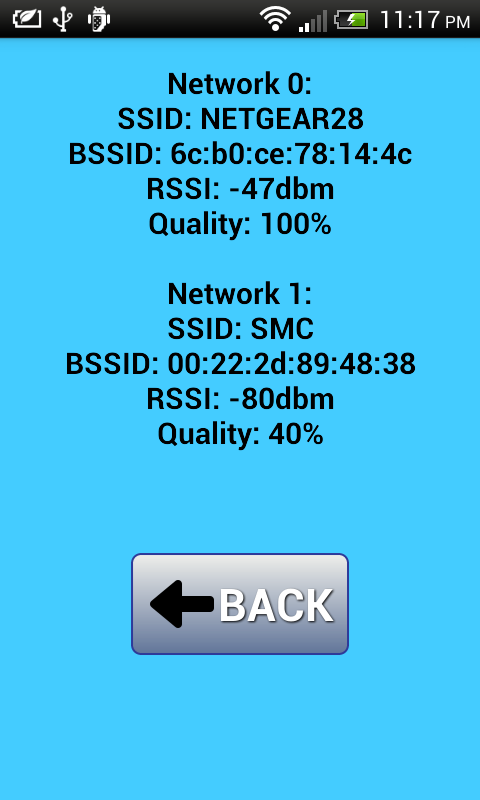 11:17 PM
Network 0:
SSID: NETGEAR28
BSSID: 6c:b0:ce:78:14:4c
RSSI: -47dbm
Quality: 100%
Network 1:
SSID: SMC
BSSID: 00:22:2d:89:48:38
RSSI: -80dbm
Quality: 40%
BACK